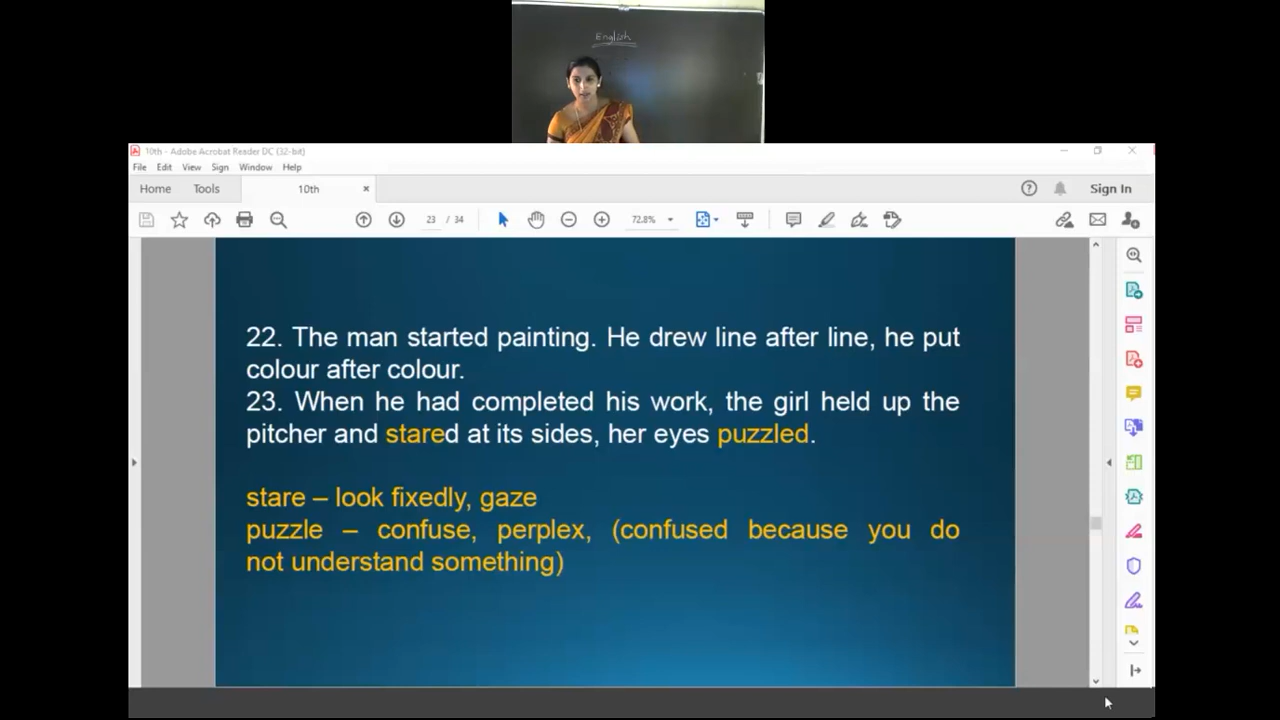 English
10th - Adobe Acrobat Reader DC (32-bit)
File Edit View Sign Window Help
Home Tools 10th Sign In
23 / 34 72.8%
22. The man started painting. He drew line after line, he put
colour after colour.
23. When he had completed his work, the girl held up the
pitcher and stared at its sides, her eyes puzzled.
stare – look fixedly, gaze
puzzle – confuse, perplex, (confused because you do
not understand something)